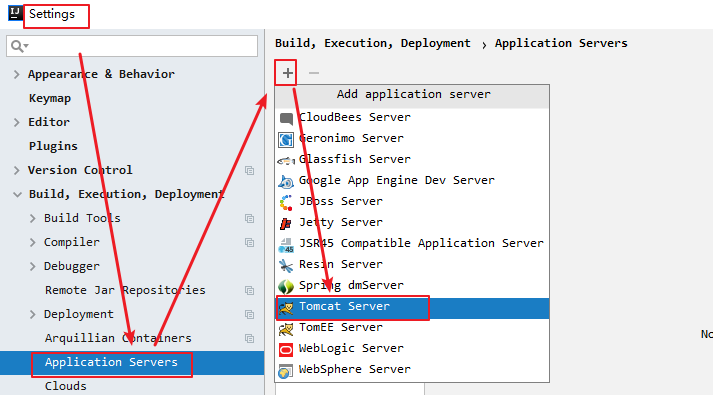 Settings
Appearance & Behavior
Keymap
Editor
Plugins
Version Control
Build, Execution, Deployment
Build Tools
Compiler
Debugger
Remote Jar Repositories
Deployment
Arquillian Containers
Application Servers
Clouds
Build, Execution, Deployment › Application Servers
Add application server
CloudBees Server
Geronimo Server
Glassfish Server
Google App Engine Dev Server
JBoss Server
Jetty Server
JSR45 Compatible Application Server
Resin Server
Spring dmServer
Tomcat Server
TomEE Server
WebLogic Server
WebSphere Server
No